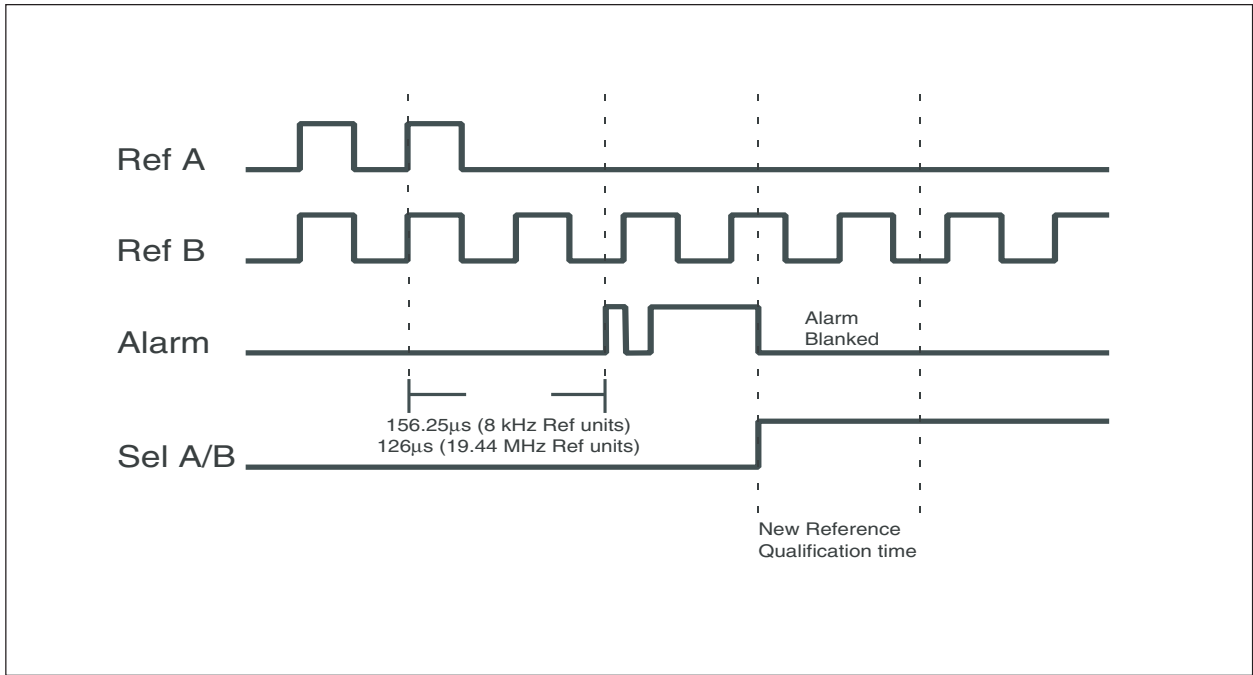 Ref A
Ref B
Alarm
Alarm
Blanked
156.25μs (8 kHz Ref units)
126μs (19.44 MHz Ref units)
Sel A/B
New Reference
Qualification time